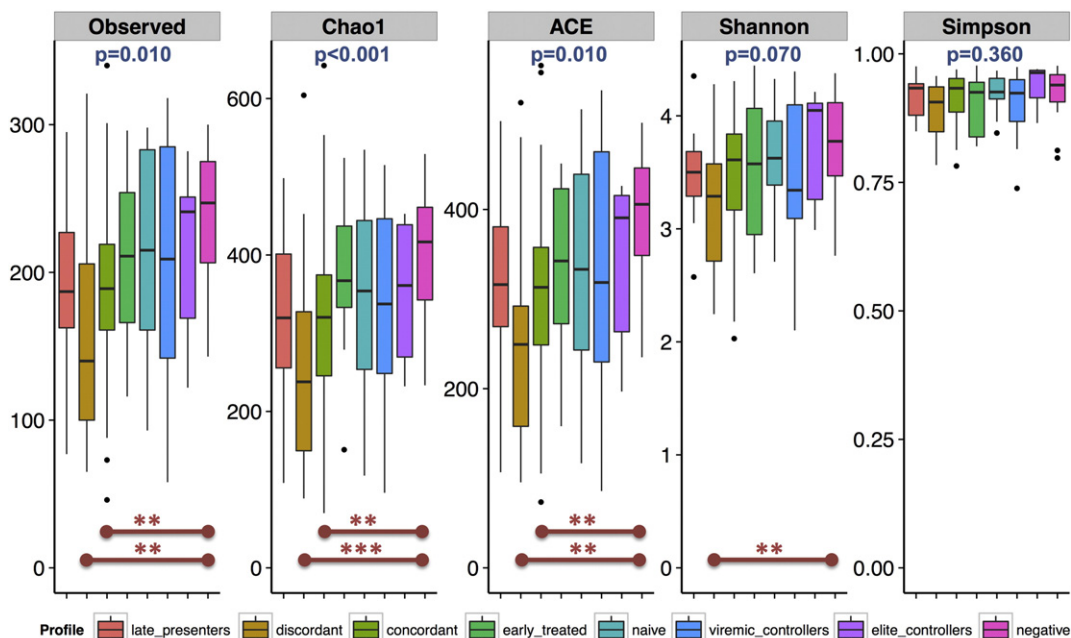 Observed
Chao1
ACE
Shannon
Simpson
p=0.010
p<0.001
p=0.010
p=0.070
p=0.360
300
200
100
0
600
400
200
0
400
200
0
4
3
2
1
0
1.00
0.75
0.50
0.25
0.00
**
**
**
***
**
**
**
Profile late_presenters discordant concordant early_treated naive viremic_controllers elite_controllers negative